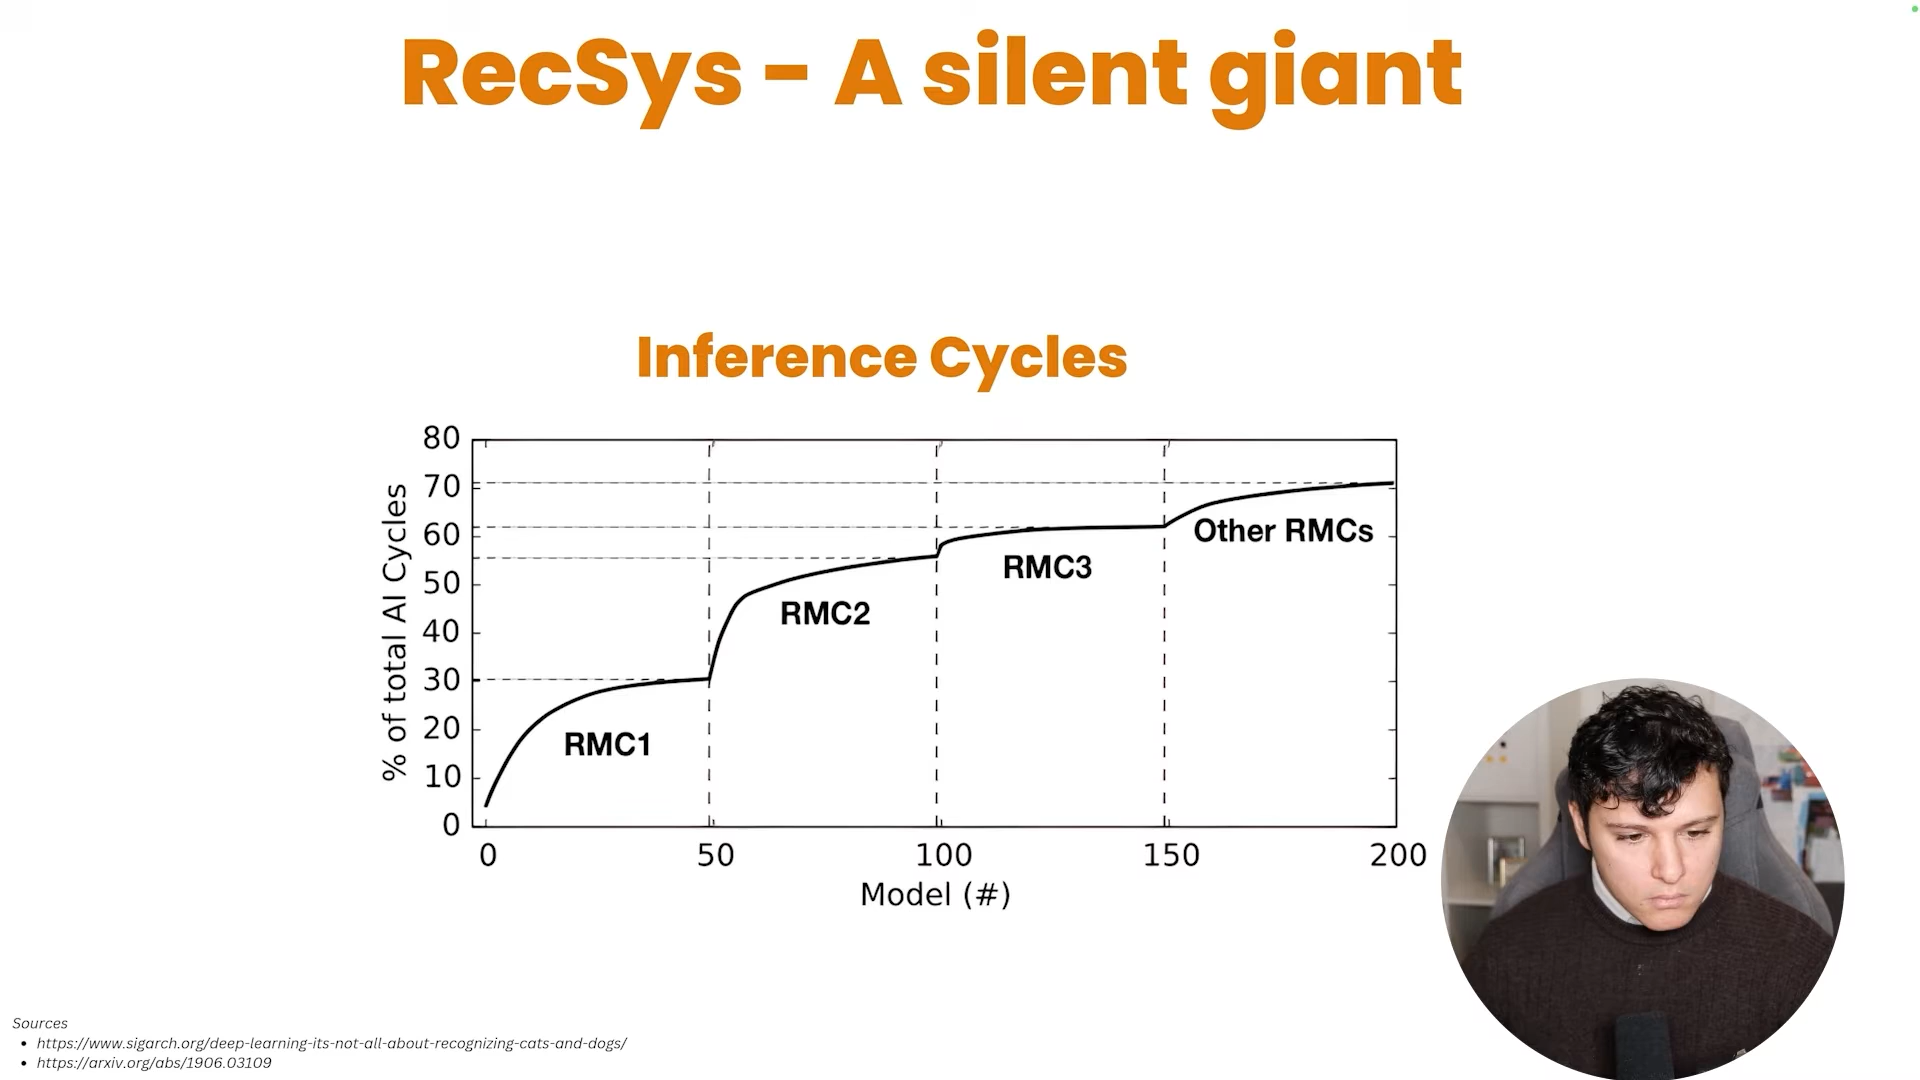 RecSys - A silent giant
Inference Cycles
% of total AI Cycles
80
70
60
50
40
30
20
10
0
RMC1
RMC2
RMC3
Other RMCs
0 50 100 150 200
Model (#)
Sources
• https://www.sigarch.org/deep-learning-its-not-all-about-recognizing-cats-and-dogs/
• https://arxiv.org/abs/1906.03109